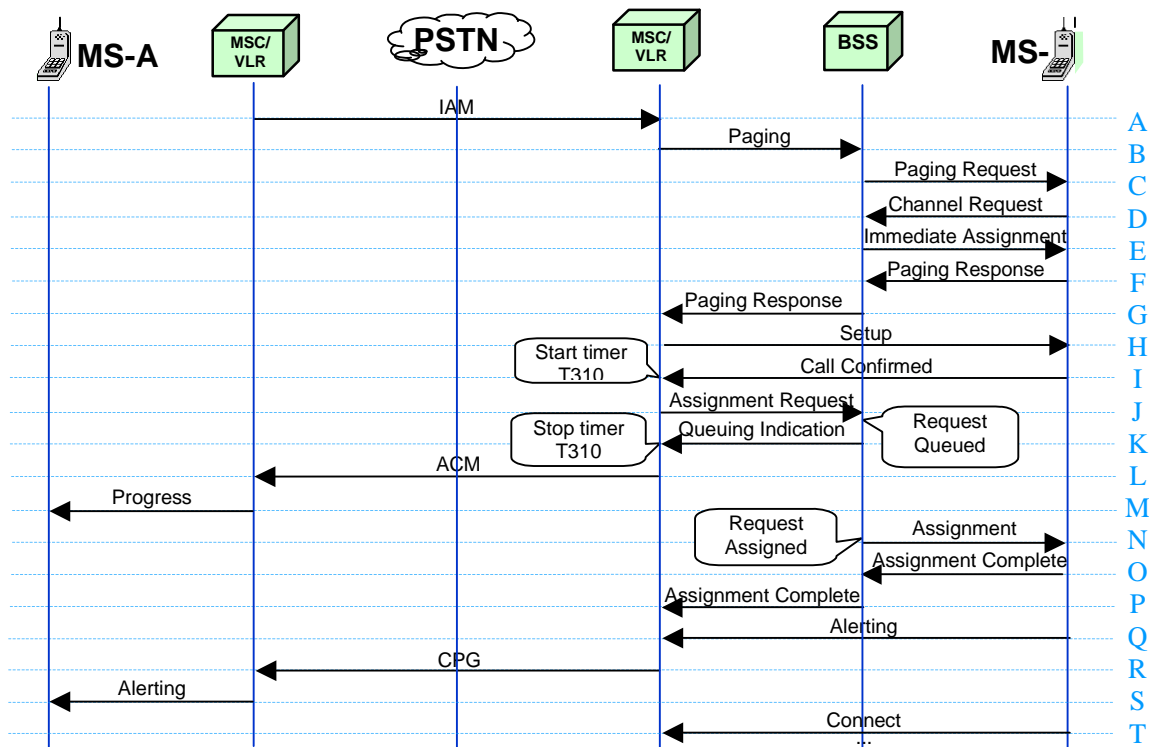 MS-A
MSC/
VLR
PSTN
MSC/
VLR
BSS
MS-
IAM
A
Paging
B
Paging Request
C
Channel Request
D
Immediate Assignment
E
Paging Response
F
Paging Response
G
Setup
H
Start timer
T310
Call Confirmed
I
Assignment Request
J
Request
Queued
Stop timer
T310
Queuing Indication
K
ACM
L
Progress
M
Request
Assigned
Assignment
N
Assignment Complete
O
Assignment Complete
P
Alerting
Q
CPG
R
Alerting
S
Connect
T
...